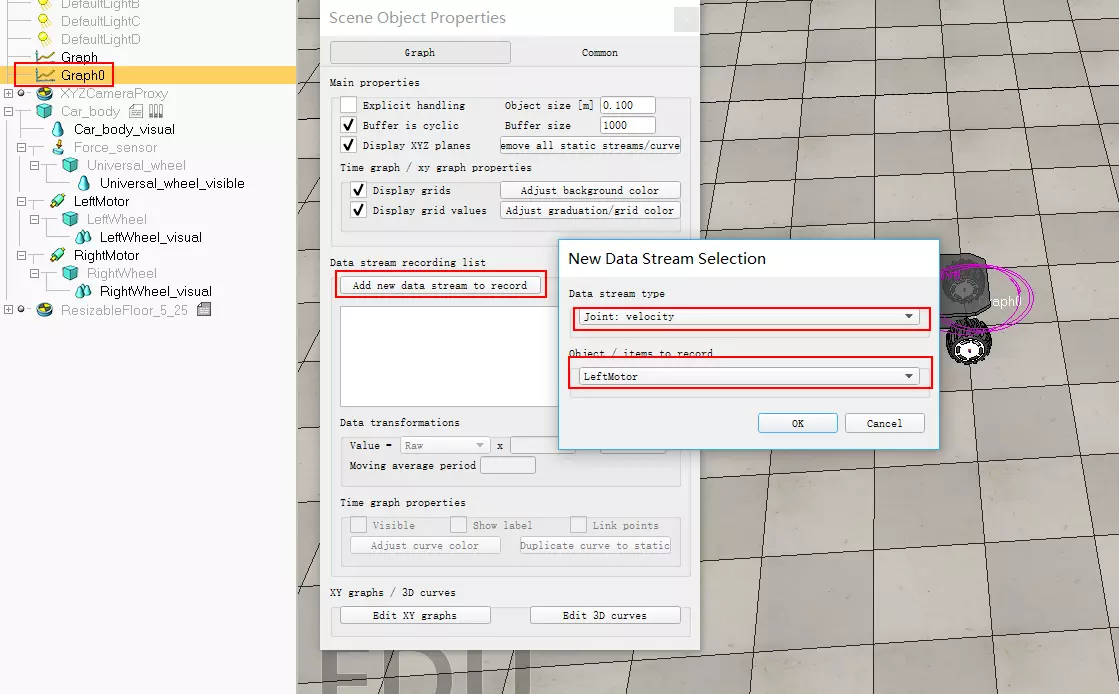 DefaultLightB
DefaultLightC
DefaultLightD
Graph
Graph0
XYZCameraProxy
Car_body
Car_body_visual
Force_sensor
Universal_wheel
Universal_wheel_visible
LeftMotor
LeftWheel
LeftWheel_visual
RightMotor
RightWheel
RightWheel_visual
ResizableFloor_5_25
Scene Object Properties
Graph
Common
Main properties
Explicit handling
Object size [m]
0.100
Buffer is cyclic
Buffer size
1000
Display XYZ planes
emove all static streams/curve
Time graph / xy graph properties
Display grids
Adjust background color
Display grid values
Adjust graduation/grid color
Data stream recording list
Add new data stream to record
Data transformations
Value =
Raw
x
Moving average period
Time graph properties
Visible
Show label
Link points
Adjust curve color
Duplicate curve to static
XY graphs / 3D curves
Edit XY graphs
Edit 3D curves
New Data Stream Selection
Data stream type
Joint: velocity
Object / items to record
LeftMotor
OK
Cancel
raph0
EDU